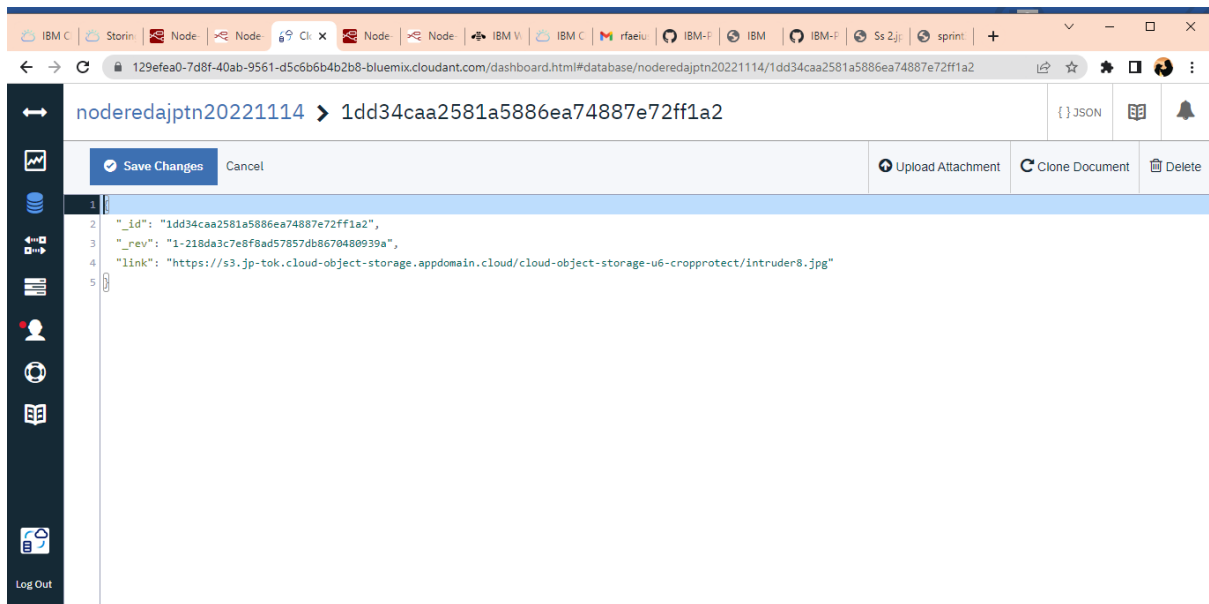 IBM C Storin Node- Node- Clo Node- Node- IBM W IBM C rfaeiu IBM-P IBM IBM-P Ss 2.jp sprint
129efea0-7d8f-40ab-9561-d5c6b6b4b2b8-bluemix.cloudant.com/dashboard.html#database/noderedajptn20221114/1dd34caa2581a5886ea74887e72ff1a2
noderedajptn20221114 > 1dd34caa2581a5886ea74887e72ff1a2 { } JSON
Save Changes Cancel Upload Attachment Clone Document Delete
1 {
2 "_id": "1dd34caa2581a5886ea74887e72ff1a2",
3 "_rev": "1-218da3c7e8f8ad57857db8670480939a",
4 "link": "https://s3.jp-tok.cloud-object-storage.appdomain.cloud/cloud-object-storage-u6-cropprotect/intruder8.jpg"
5 }
Log Out